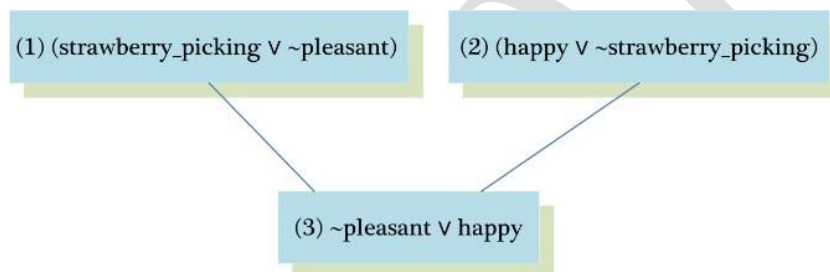 (1) (strawberry_picking ∨ ~pleasant)
(2) (happy ∨ ~strawberry_picking)
(3) ~pleasant ∨ happy